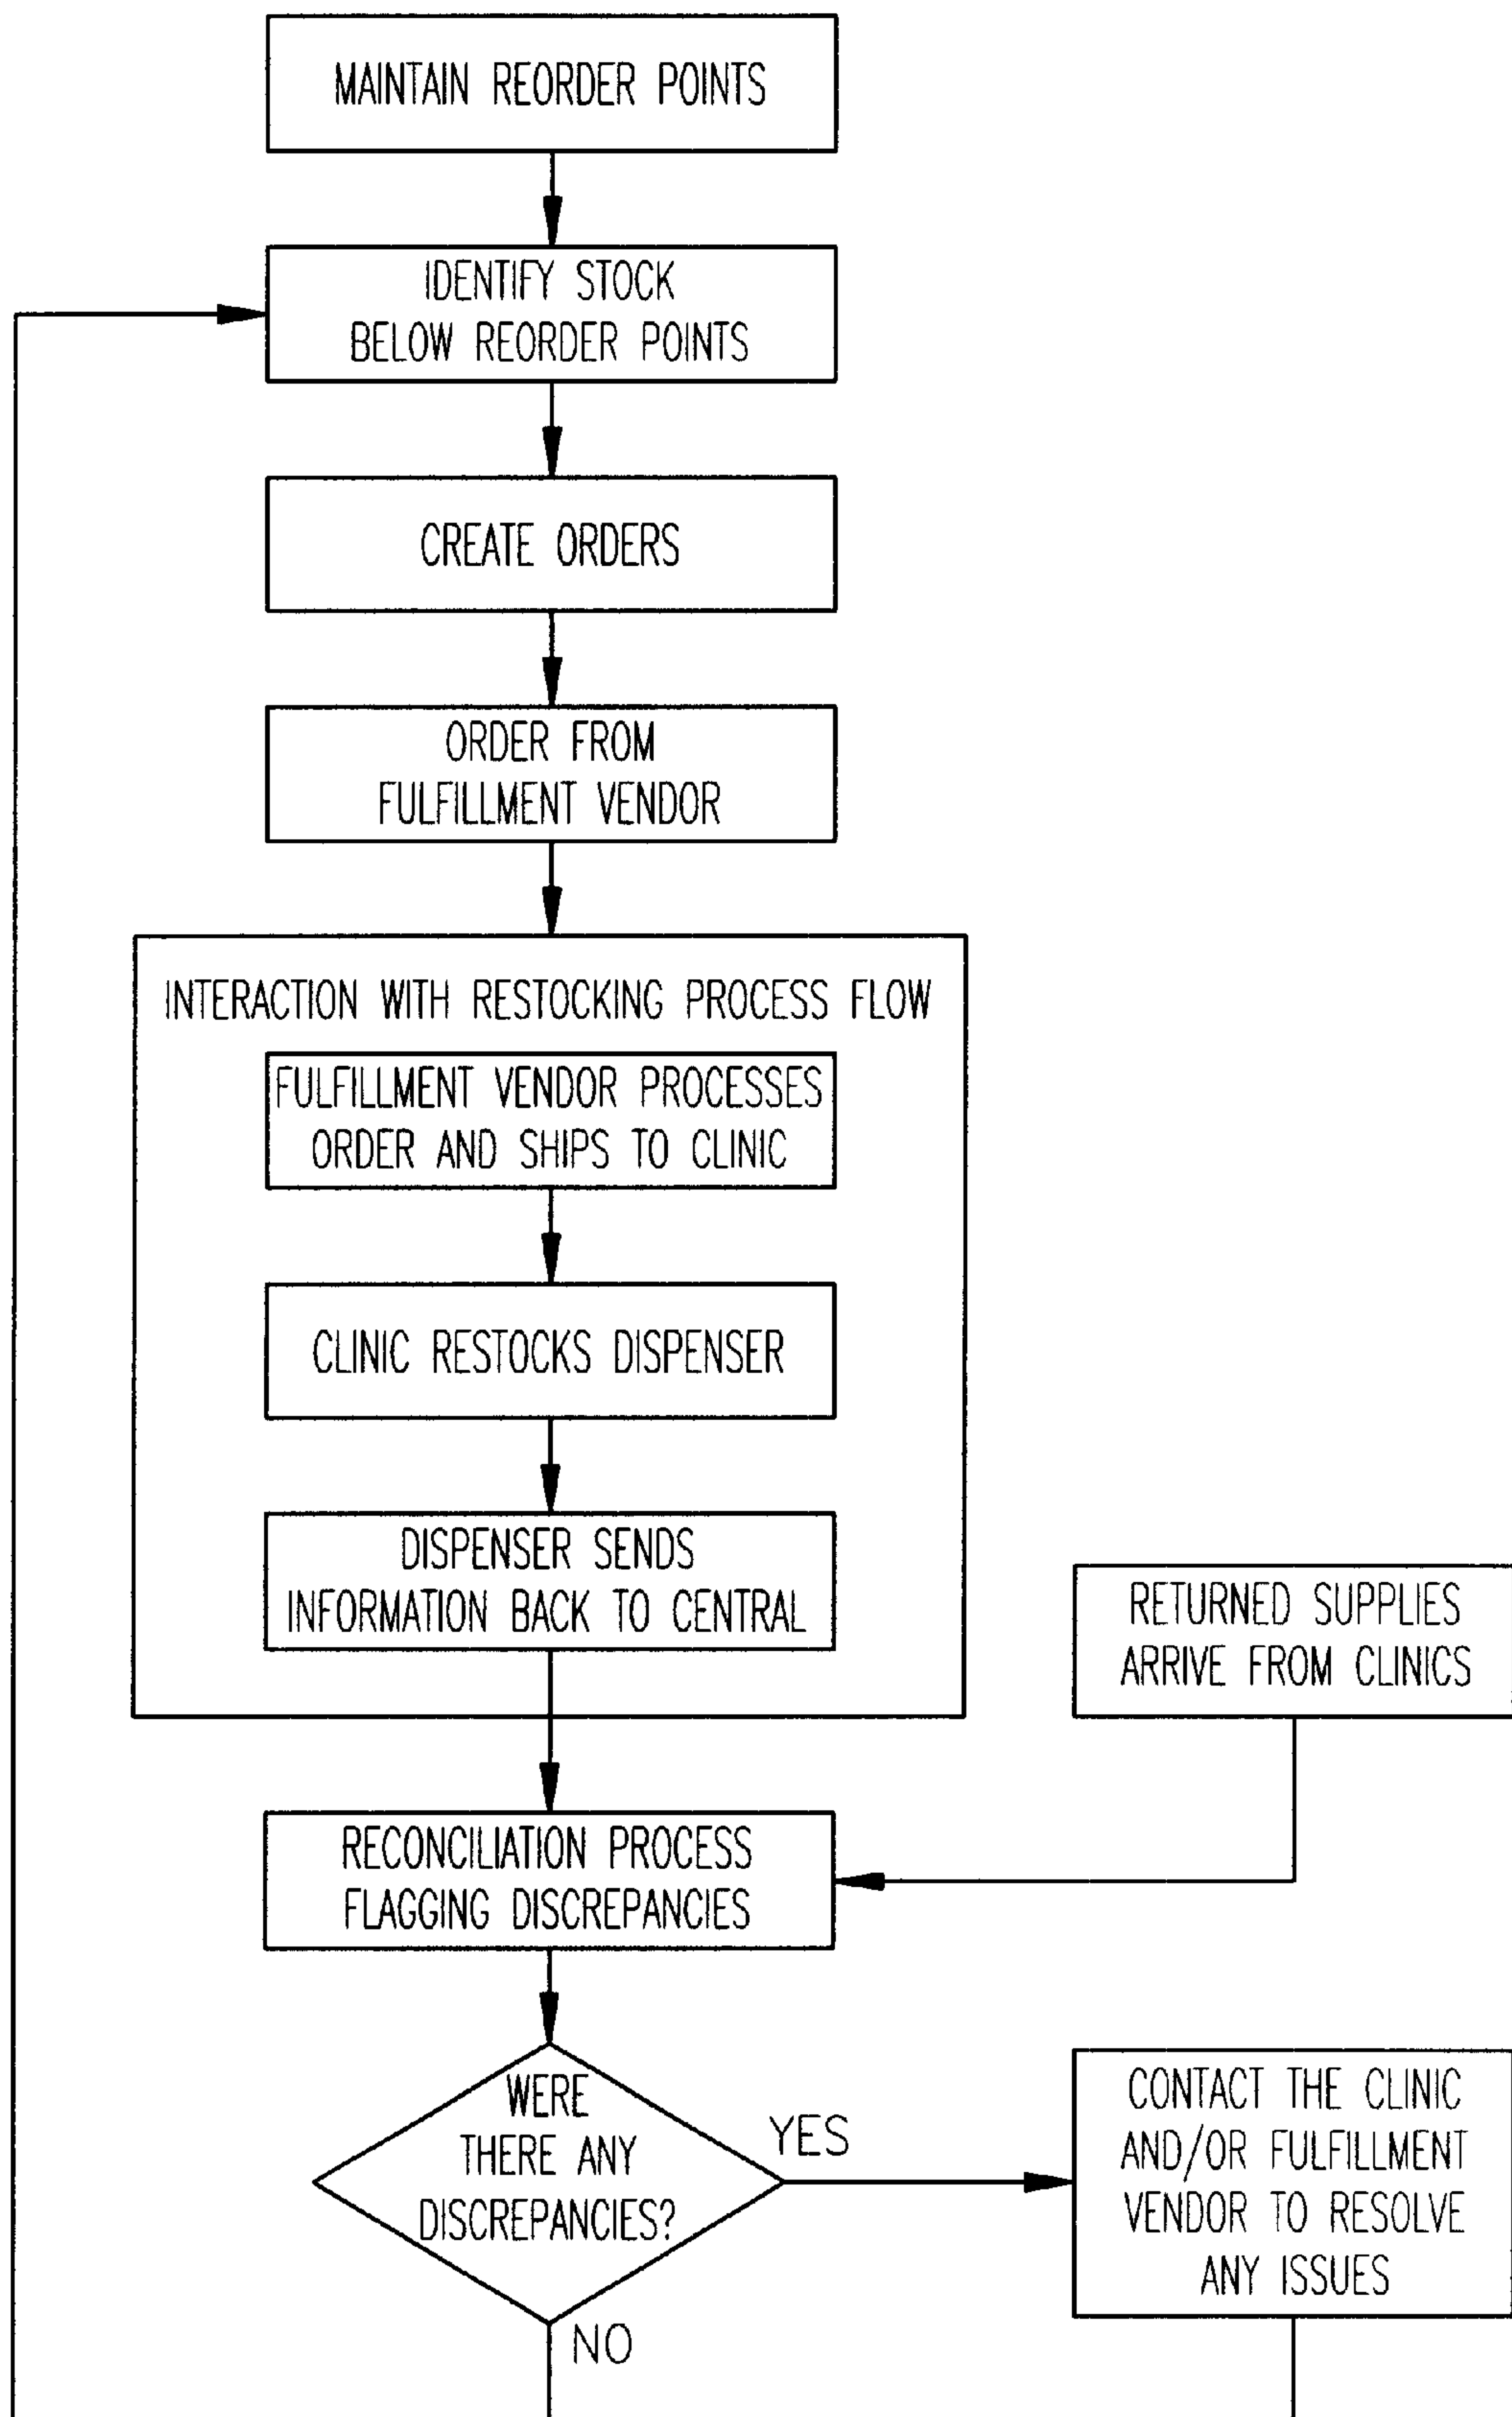 MAINTAIN REORDER POINTS
IDENTIFY STOCK
BELOW REORDER POINTS
CREATE ORDERS
ORDER FROM
FULFILLMENT VENDOR
INTERACTION WITH RESTOCKING PROCESS FLOW
FULFILLMENT VENDOR PROCESSES
ORDER AND SHIPS TO CLINIC
CLINIC RESTOCKS DISPENSER
DISPENSER SENDS
INFORMATION BACK TO CENTRAL
RETURNED SUPPLIES
ARRIVE FROM CLINICS
RECONCILIATION PROCESS
FLAGGING DISCREPANCIES
WERE
THERE ANY
DISCREPANCIES?
YES
CONTACT THE CLINIC
AND/OR FULFILLMENT
VENDOR TO RESOLVE
ANY ISSUES
NO